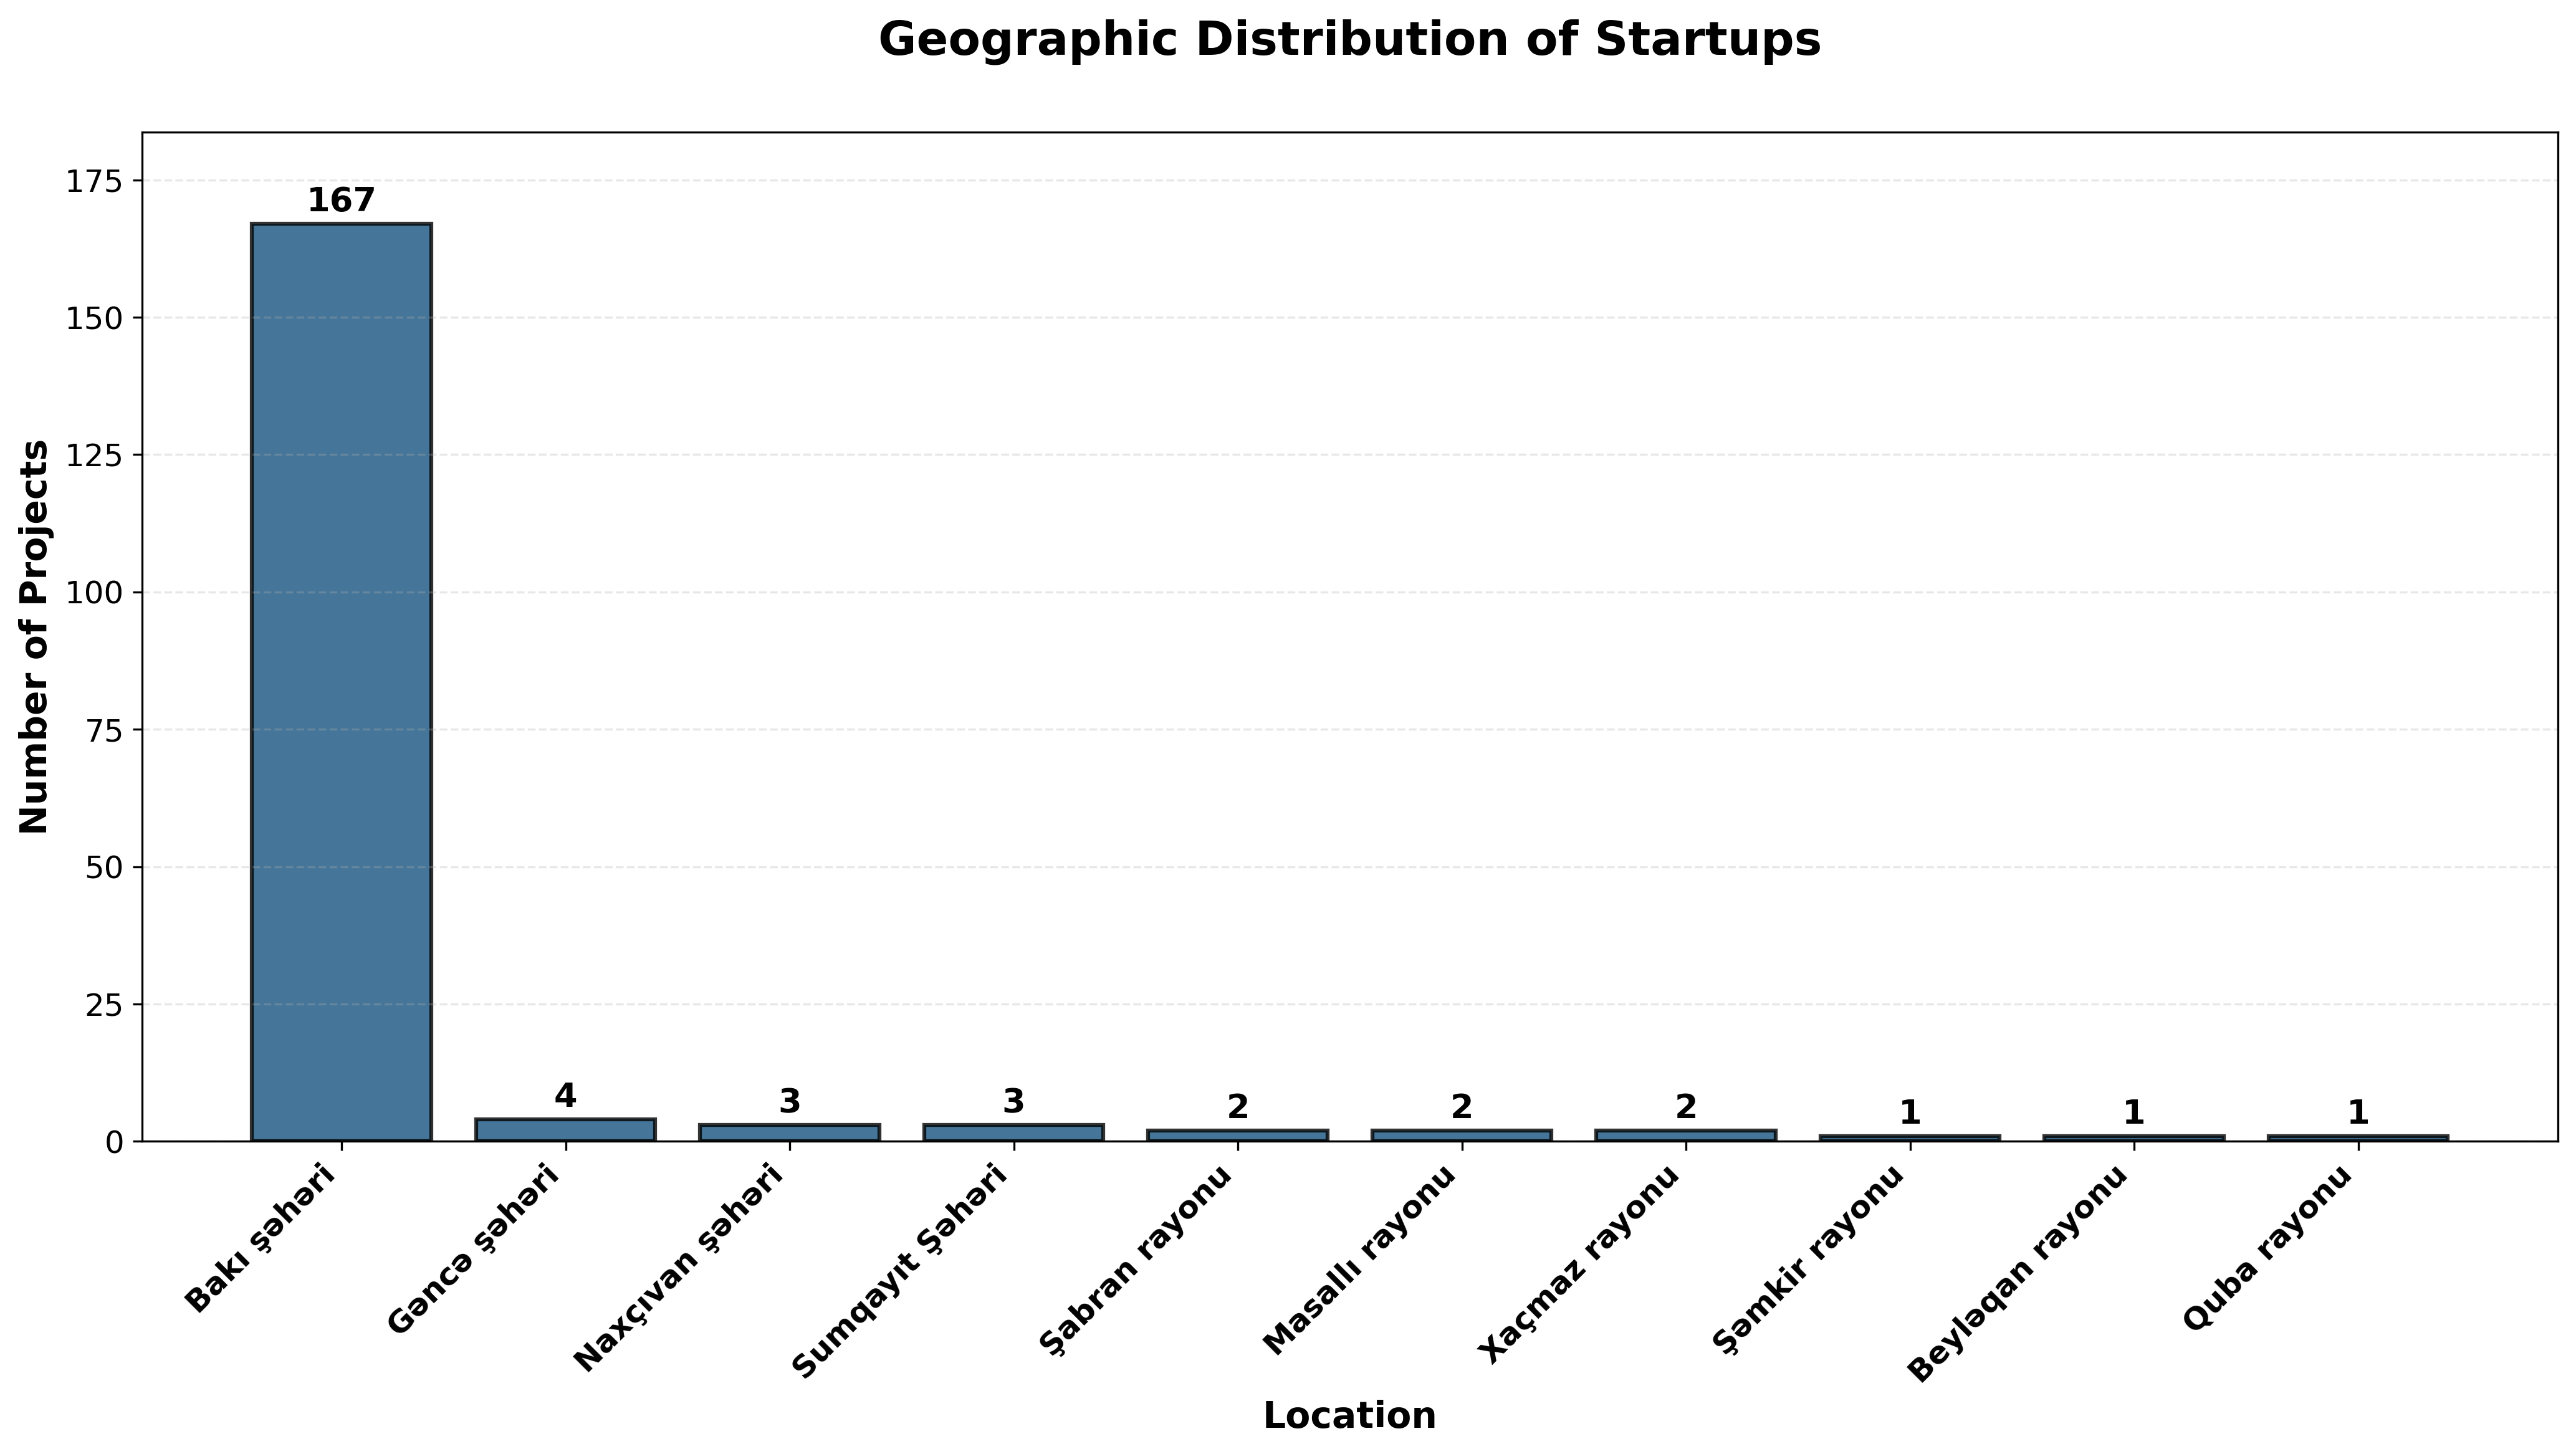 Geographic Distribution of Startups
Number of Projects
175
150
125
100
75
50
25
0
167
4
3
3
2
2
2
1
1
1
Bakı şəhəri
Gəncə şəhəri
Naxçıvan şəhəri
Sumqayıt Şəhəri
Şabran rayonu
Masallı rayonu
Xaçmaz rayonu
Şəmkir rayonu
Beyləqan rayonu
Quba rayonu
Location